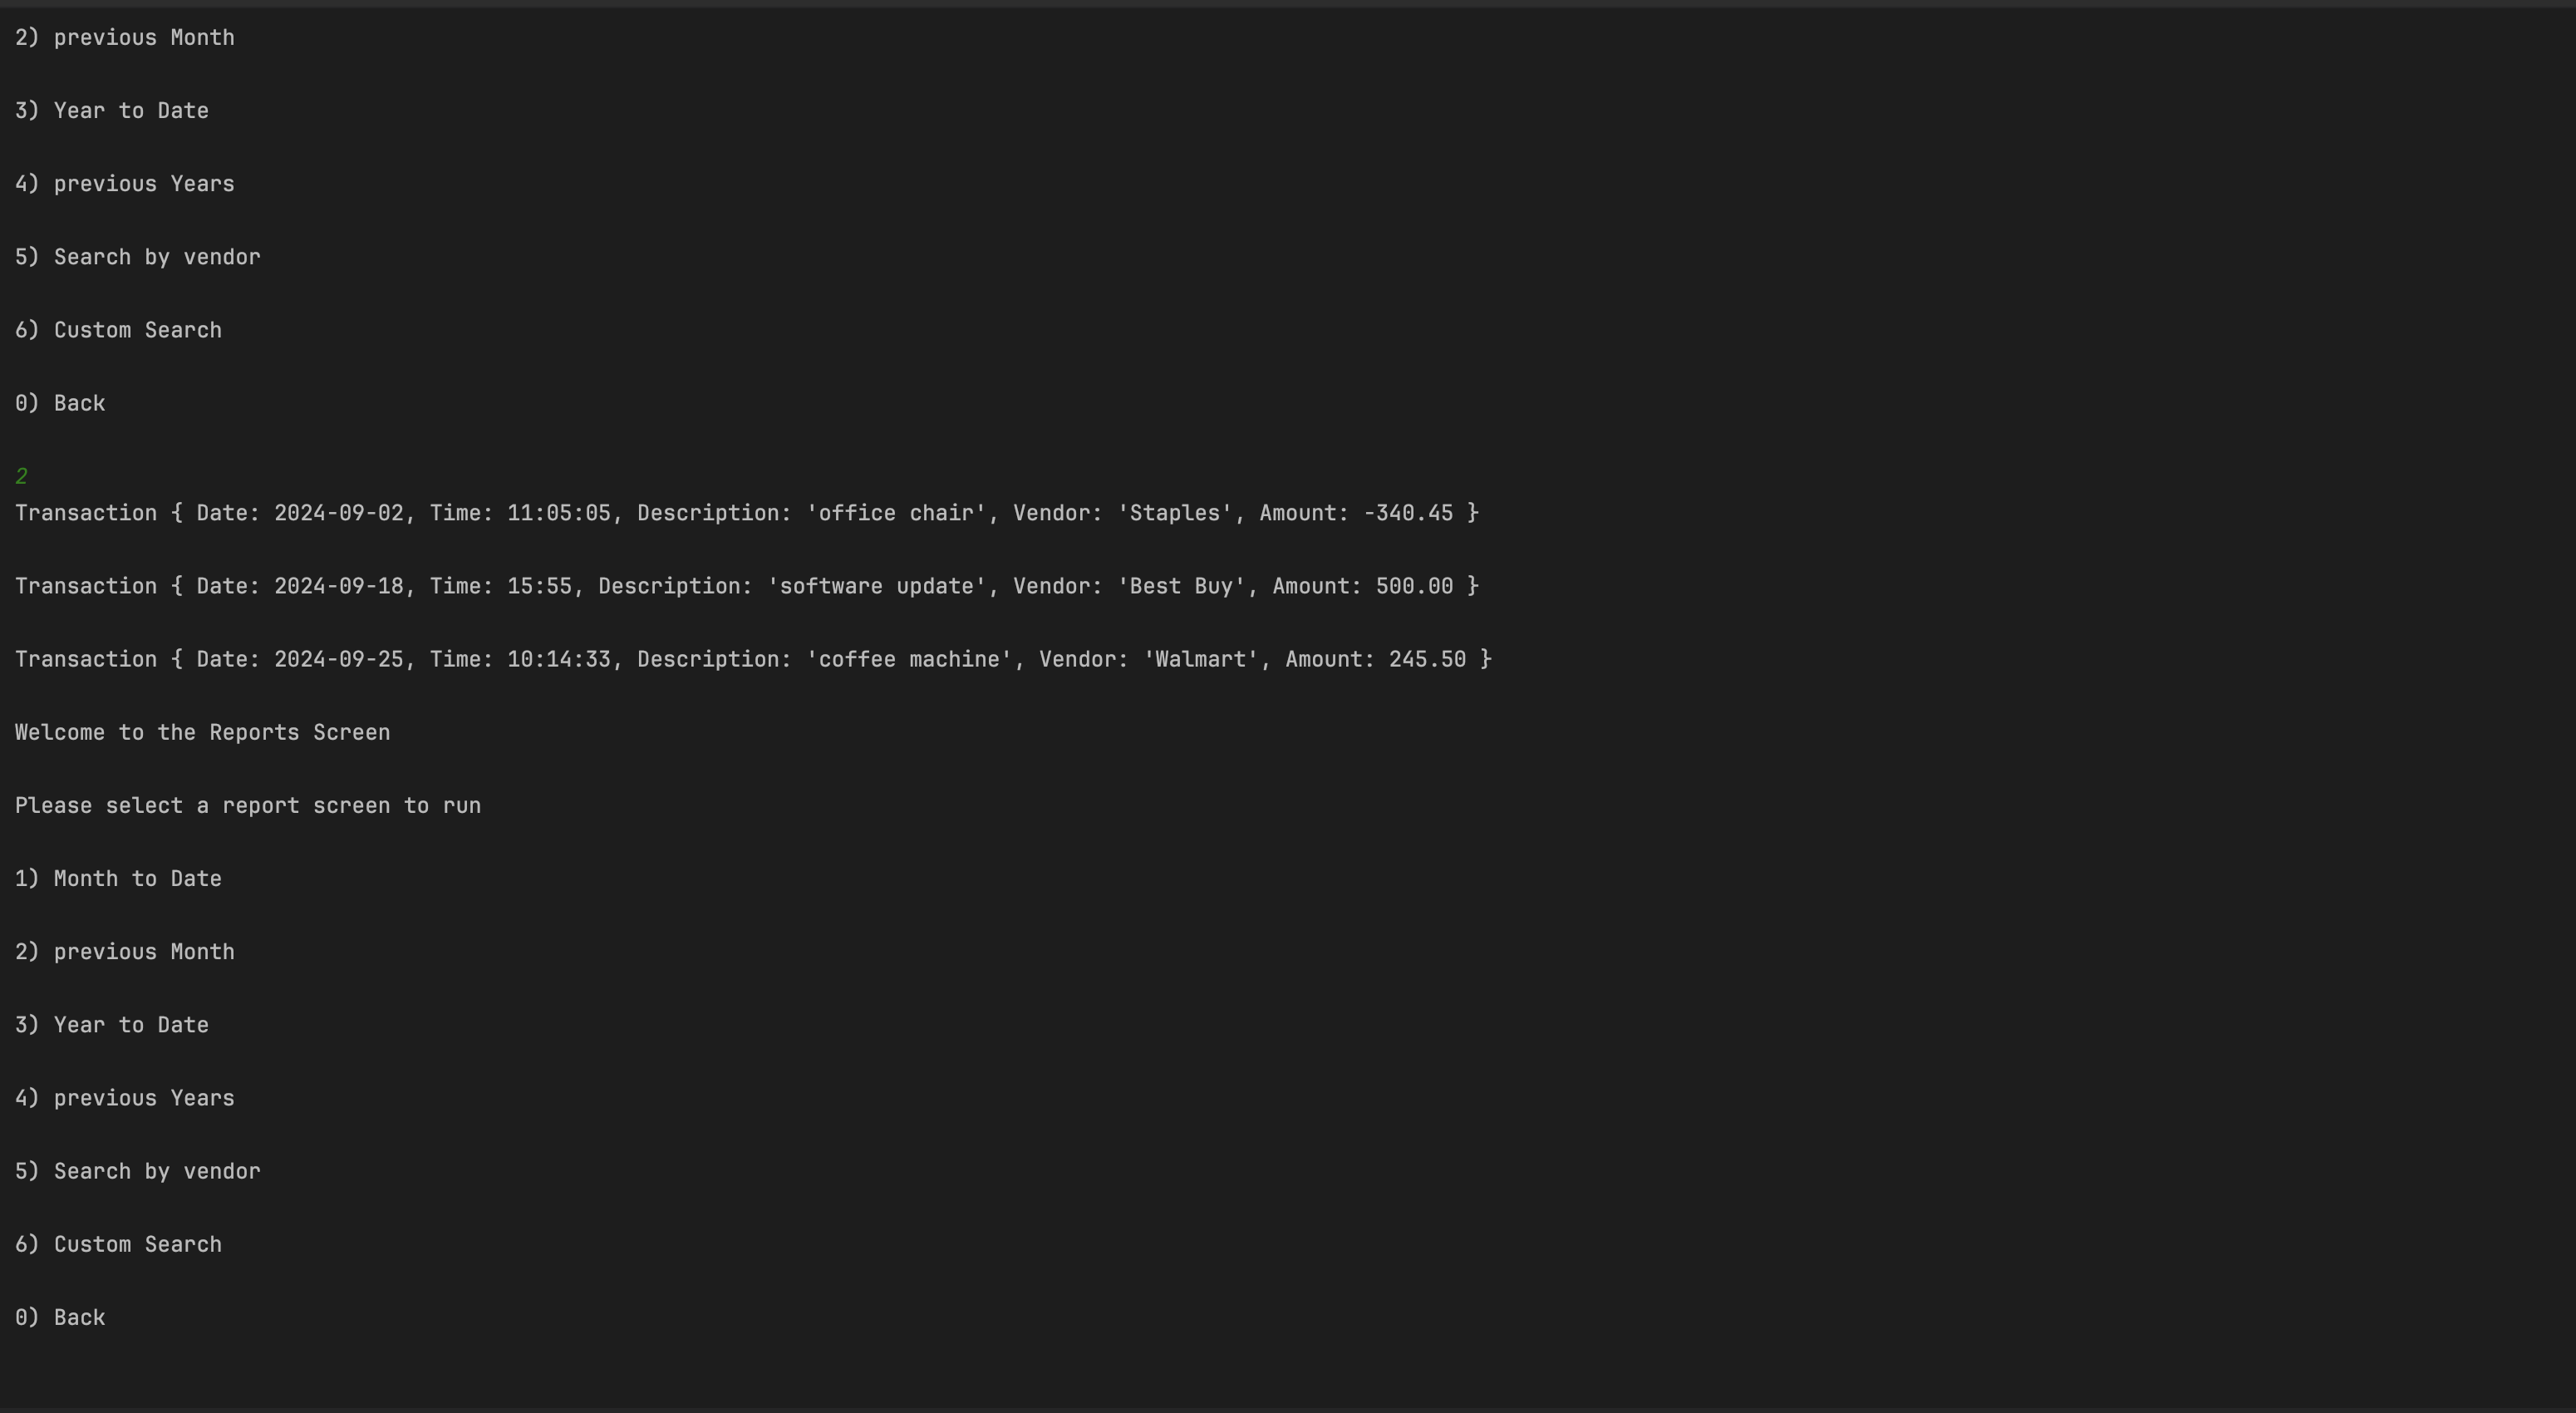 2) previous Month
3) Year to Date
4) previous Years
5) Search by vendor
6) Custom Search
0) Back
2
Transaction { Date: 2024-09-02, Time: 11:05:05, Description: 'office chair', Vendor: 'Staples', Amount: -340.45 }
Transaction { Date: 2024-09-18, Time: 15:55, Description: 'software update', Vendor: 'Best Buy', Amount: 500.00 }
Transaction { Date: 2024-09-25, Time: 10:14:33, Description: 'coffee machine', Vendor: 'Walmart', Amount: 245.50 }
Welcome to the Reports Screen
Please select a report screen to run
1) Month to Date
2) previous Month
3) Year to Date
4) previous Years
5) Search by vendor
6) Custom Search
0) Back